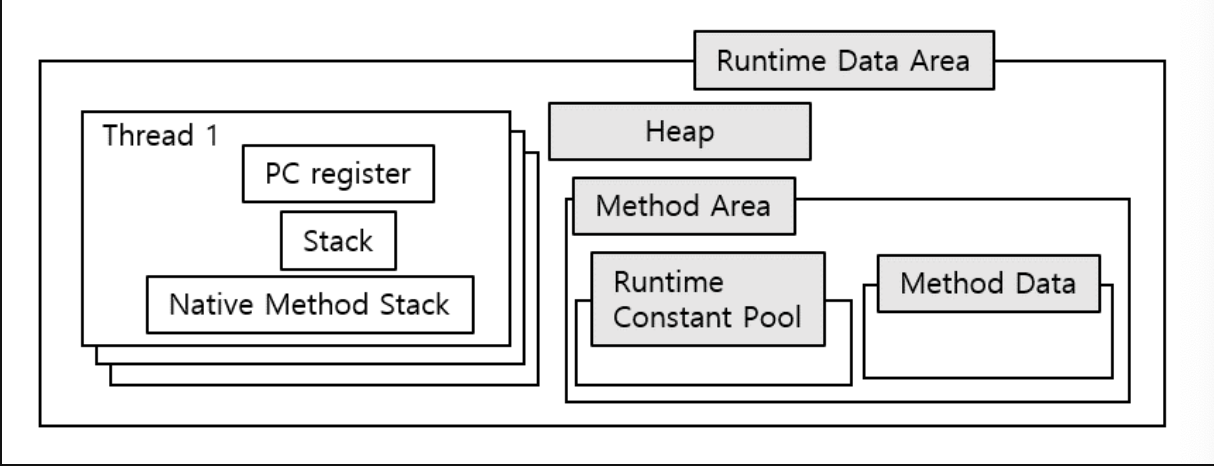 Runtime Data Area
Thread 1
PC register
Stack
Native Method Stack
Heap
Method Area
Runtime
Constant Pool
Method Data